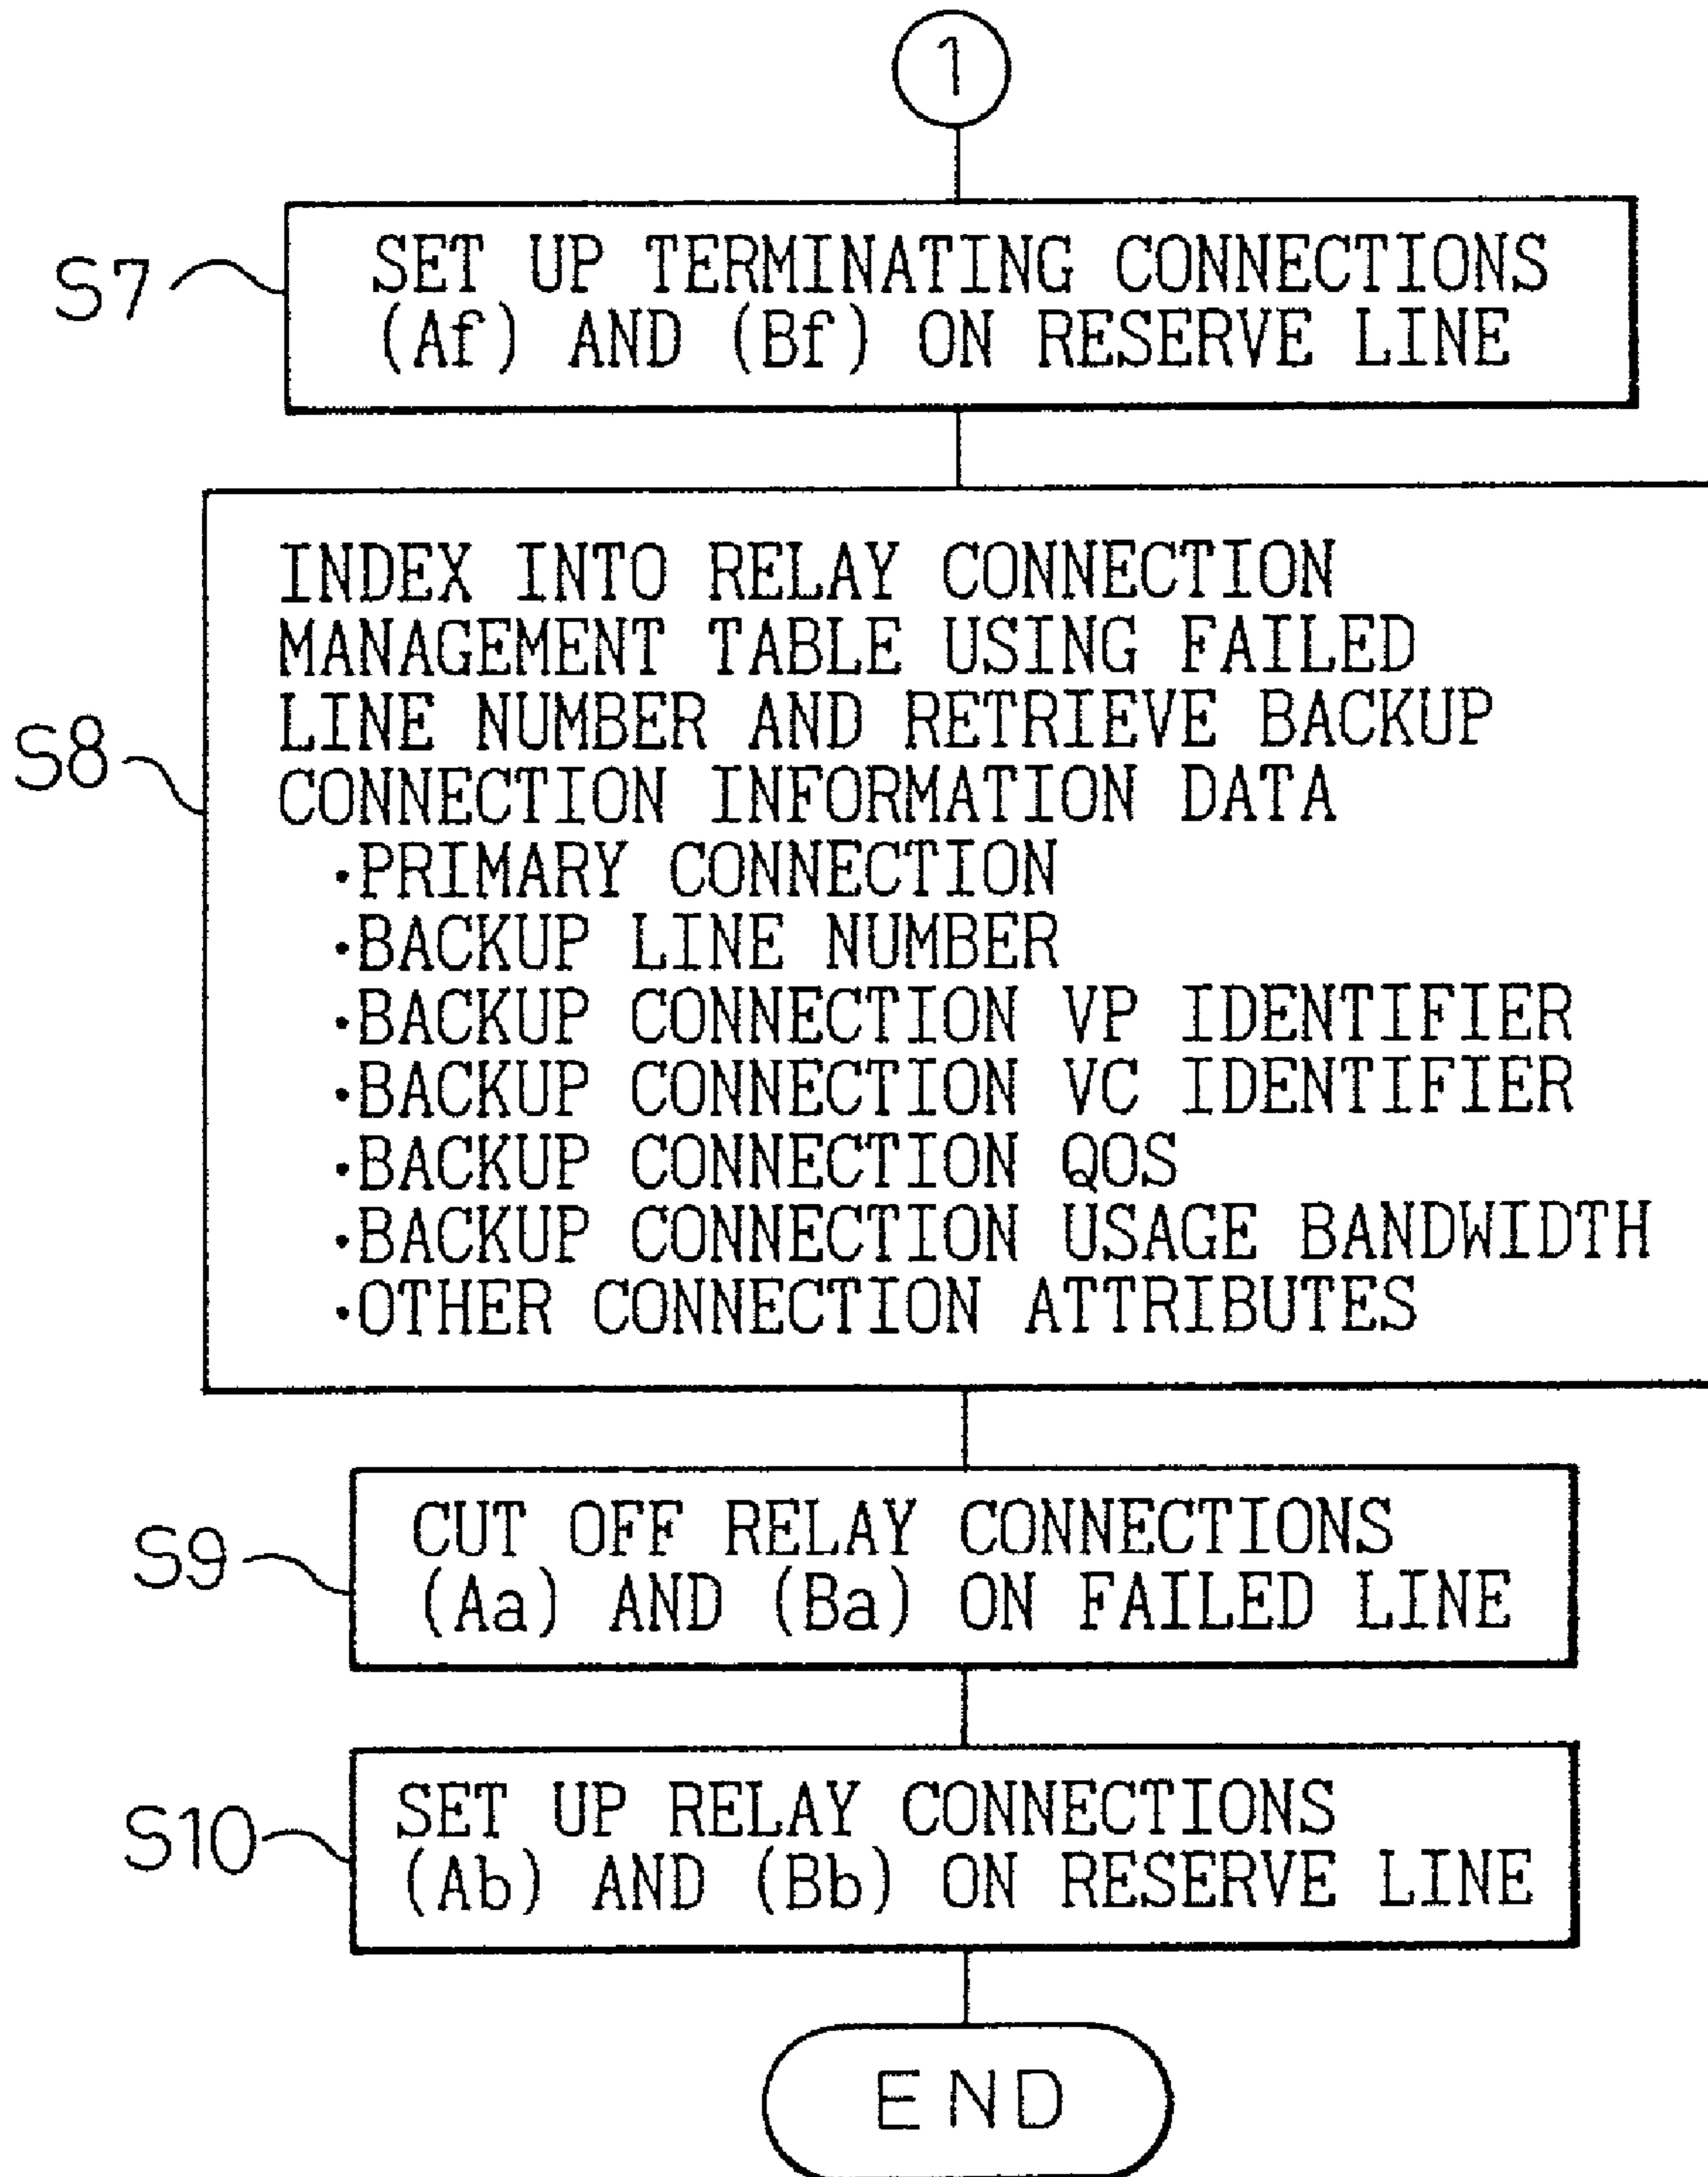 1
S7
SET UP TERMINATING CONNECTIONS
(Af) AND (Bf) ON RESERVE LINE
S8
INDEX INTO RELAY CONNECTION
MANAGEMENT TABLE USING FAILED
LINE NUMBER AND RETRIEVE BACKUP
CONNECTION INFORMATION DATA
·PRIMARY CONNECTION
·BACKUP LINE NUMBER
·BACKUP CONNECTION VP IDENTIFIER
·BACKUP CONNECTION VC IDENTIFIER
·BACKUP CONNECTION QOS
·BACKUP CONNECTION USAGE BANDWIDTH
·OTHER CONNECTION ATTRIBUTES
S9
CUT OFF RELAY CONNECTIONS
(Aa) AND (Ba) ON FAILED LINE
S10
SET UP RELAY CONNECTIONS
(Ab) AND (Bb) ON RESERVE LINE
END